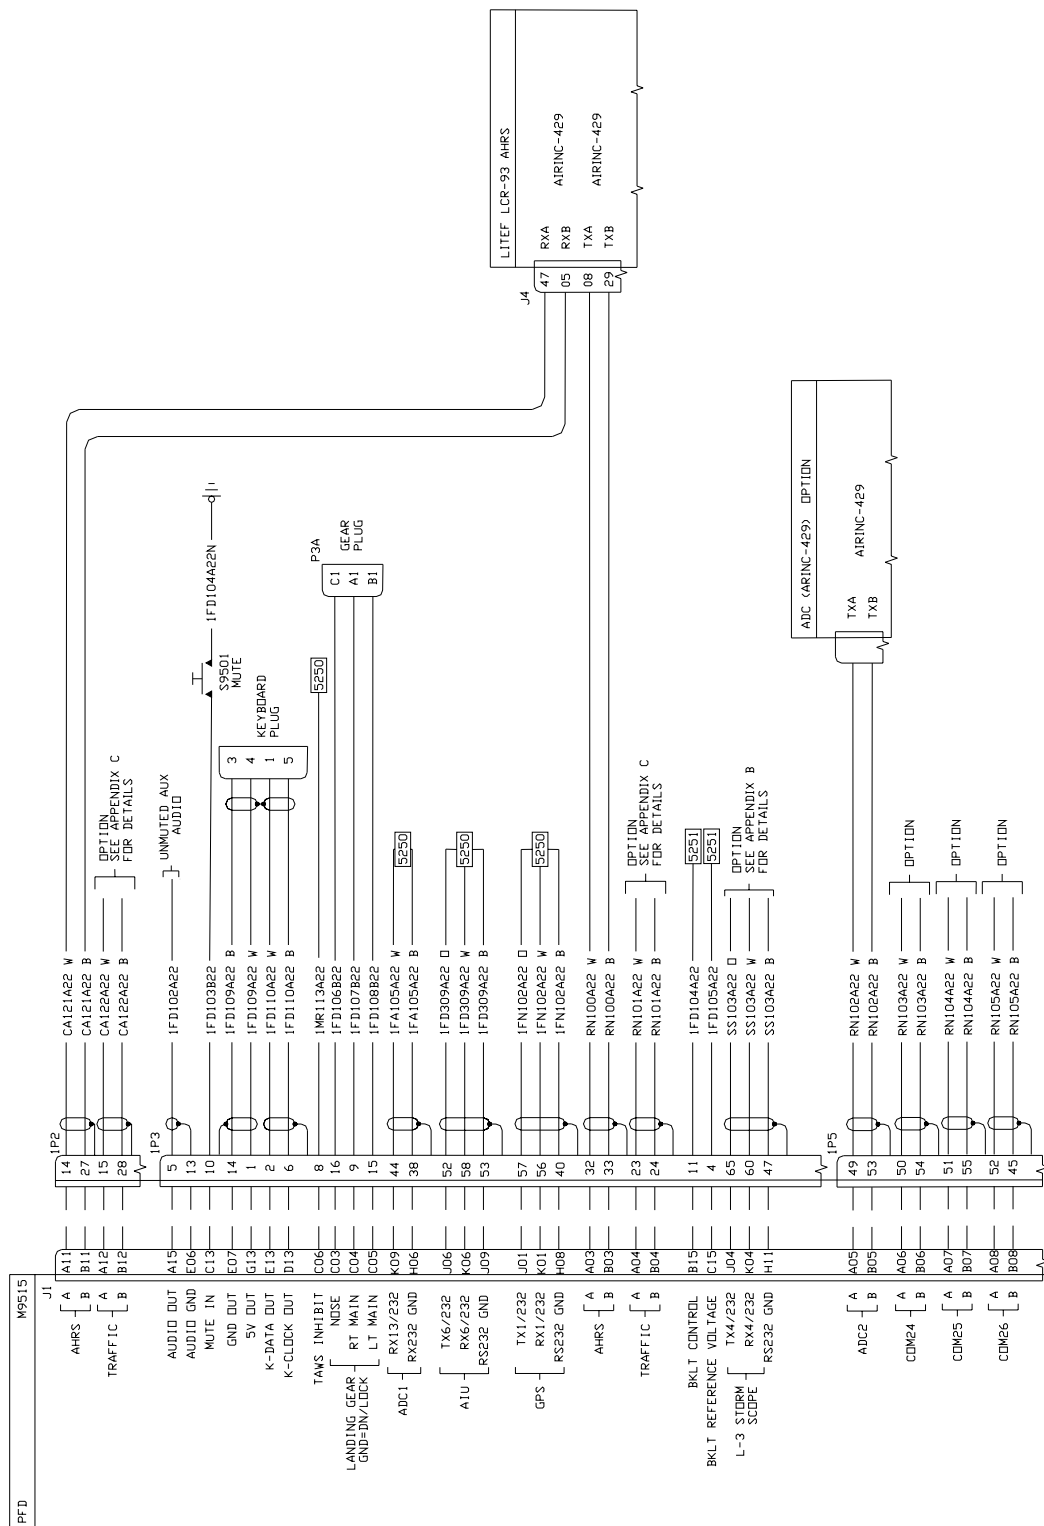 PFD M9515
J1
1P2
AHRS A A11 14 CA121A22 W
B B11 27 CA121A22 B
TRAFFIC A A12 15 CA122A22 W
B B12 28 CA122A22 B
OPTION
SEE APPENDIX C
FOR DETAILS
1P3
AUDIO OUT A15 5 1FD102A22
UNMUTED AUX
AUDIO
AUDIO GND E06 13
MUTE IN C13 10 1FD103B22
S9501
MUTE
1FD104A22N
GND OUT E07 14 1FD109A22 B 3
5V OUT G13 1 1FD109A22 W 4
K-DATA OUT E13 2 1FD110A22 W 1
K-CLOCK OUT D13 6 1FD110A22 B 5
KEYBOARD
PLUG
TAWS INHIBIT C06 8 1MR113A22 5250
NOSE C03 16 1FD106B22 C1
RT MAIN C04 9 1FD107B22 A1
LT MAIN C05 15 1FD108B22 B1
LANDING GEAR
GND=DN/LOCK
P3A
GEAR
PLUG
ADC1 RX13/232 K09 44 1FA105A22 W
RX232 GND H06 38 1FA105A22 B
5250
AIU TX6/232 J06 52 1FD309A22 O
RX6/232 K06 58 1FD309A22 W
RS232 GND J09 53 1FD309A22 B
5250
GPS TX1/232 J01 57 1FN102A22 O
RX1/232 K01 56 1FN102A22 W
RS232 GND H08 40 1FN102A22 B
5250
AHRS A A03 32 RN100A22 W
B B03 33 RN100A22 B
TRAFFIC A A04 23 RN101A22 W
B B04 24 RN101A22 B
OPTION
SEE APPENDIX C
FOR DETAILS
BKLT CONTROL B15 11 1FD104A22 5251
BKLT REFERENCE VOLTAGE C15 4 1FD105A22 5251
L-3 STORM
SCOPE
TX4/232 J04 65 SS103A22 O
RX4/232 K04 60 SS103A22 W
RS232 GND H11 47 SS103A22 B
OPTION
SEE APPENDIX B
FOR DETAILS
1P5
ADC2 A A05 49 RN102A22 W
B B05 53 RN102A22 B
COM24 A A06 50 RN103A22 W
B B06 54 RN103A22 B
OPTION
COM25 A A07 51 RN104A22 W
B B07 55 RN104A22 B
OPTION
COM26 A A08 52 RN105A22 W
B B08 45 RN105A22 B
OPTION
LITEF LCR-93 AHRS
J4
47 RXA
05 RXB
AIRINC-429
08 TXA
29 TXB
AIRINC-429
ADC (ARINC-429) OPTION
TXA
TXB
AIRINC-429